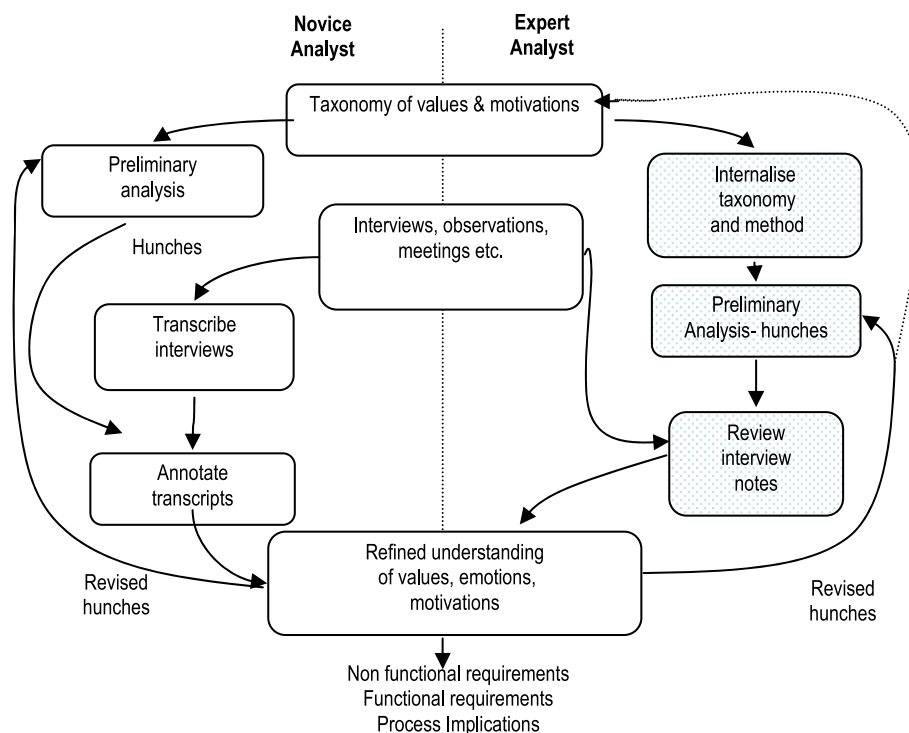 Novice
Analyst
Expert
Analyst
Taxonomy of values & motivations
Preliminary
analysis
Internalise
taxonomy
and method
Interviews, observations,
meetings etc.
Hunches
Preliminary
Analysis- hunches
Transcribe
interviews
Review
interview
notes
Annotate
transcripts
Refined understanding
of values, emotions,
motivations
Revised
hunches
Revised
hunches
Non functional requirements
Functional requirements
Process Implications